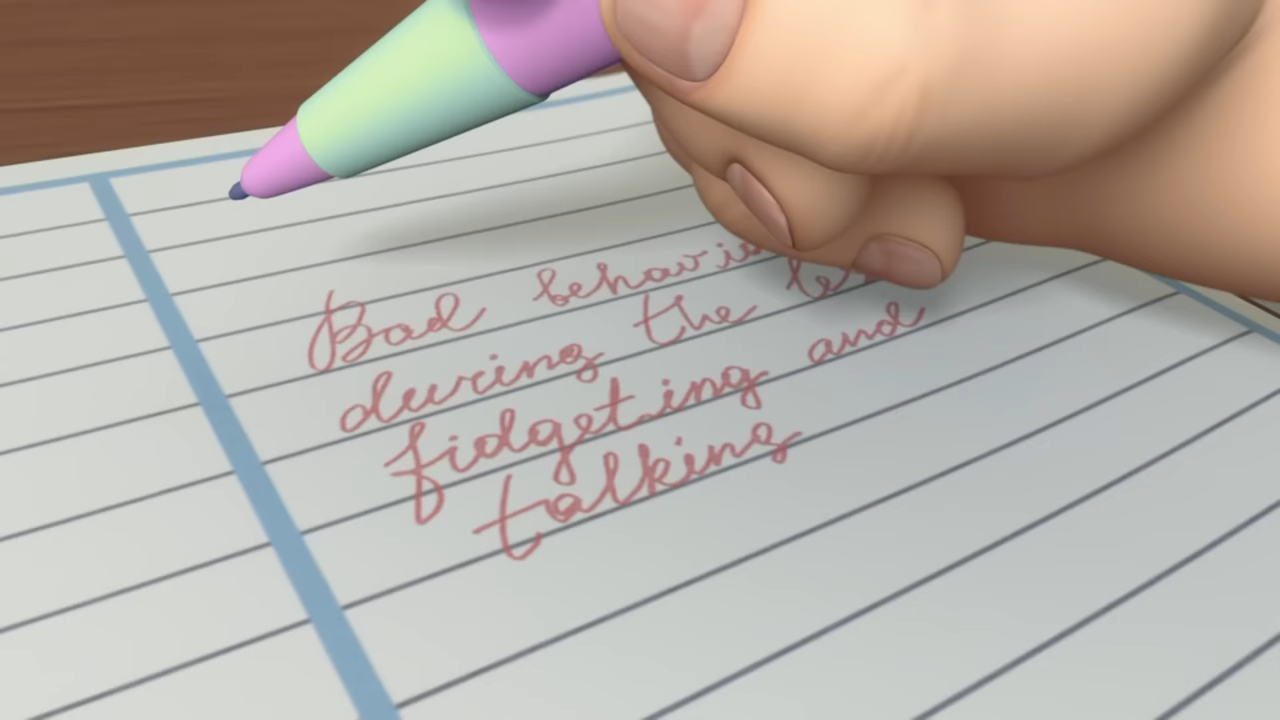 Bad
during the
fidgeting and
talking